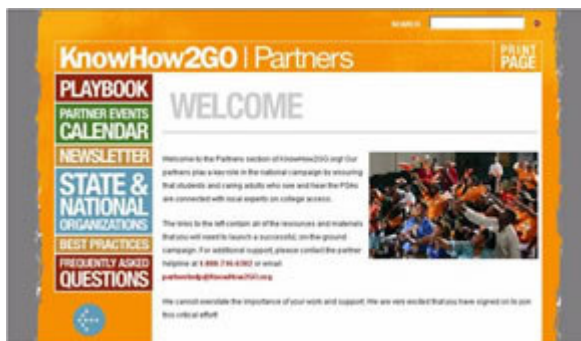 SEARCH
KnowHow2GO | Partners
PRINT
PAGE
PLAYBOOK
PARTNER EVENTS
CALENDAR
NEWSLETTER
STATE &
NATIONAL
ORGANIZATIONS
BEST PRACTICES
FREQUENTLY ASKED
QUESTIONS
WELCOME
Welcome to the Partners section of KnowHow2GO.org! Our
partners play a key role in the national campaign by ensuring
that students and caring adults who see and hear the PSAs
are connected with local experts on college access.
The links to the left contain all of the resources and materials
that you will need to launch a successful, on-the-ground
campaign. For additional support, please contact the partner
helpline at or email
partnerhelp@KnowHow2GO.org
We cannot overstate the importance of your work and support. We are very excited that you have signed on to join
this critical effort!